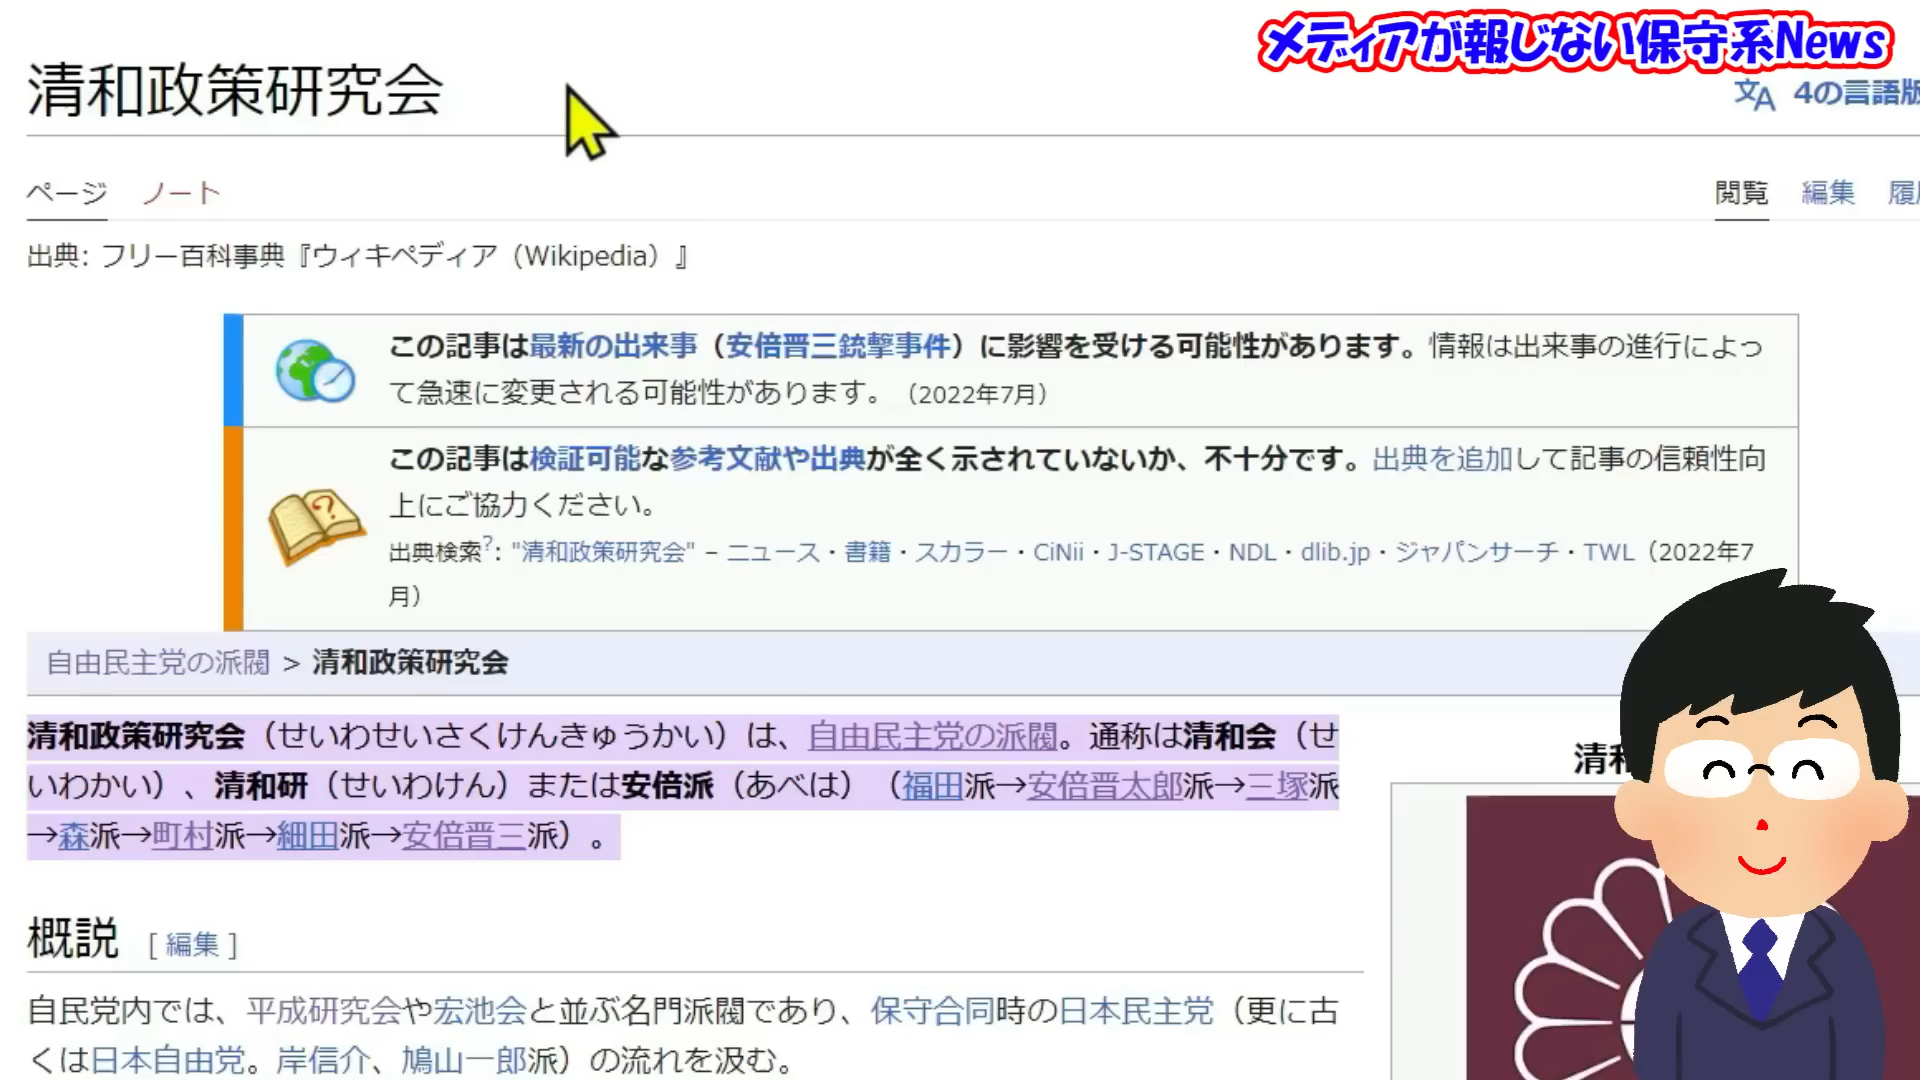 メディアが報じない保守系News
清和政策研究会
4の言語版
ページ ノート 閲覧 編集
出典: フリー百科事典『ウィキペディア（Wikipedia）』
この記事は最新の出来事（安倍晋三銃撃事件）に影響を受ける可能性があります。情報は出来事の進行によっ
て急速に変更される可能性があります。（2022年7月）
この記事は検証可能な参考文献や出典が全く示されていないか、不十分です。出典を追加して記事の信頼性向
上にご協力ください。
出典検索?: "清和政策研究会" – ニュース・書籍・スカラー・CiNii・J-STAGE・NDL・dlib.jp・ジャパンサーチ・TWL（2022年7
月）
自由民主党の派閥 > 清和政策研究会
清和政策研究会（せいわせいさくけんきゅうかい）は、自由民主党の派閥。通称は清和会（せ
いわかい）、清和研（せいわけん）または安倍派（あべは）（福田派→安倍晋太郎派→三塚派
→森派→町村派→細田派→安倍晋三派）。
清
概説 [ 編集 ]
自民党内では、平成研究会や宏池会と並ぶ名門派閥であり、保守合同時の日本民主党（更に古
くは日本自由党。岸信介、鳩山一郎派）の流れを汲む。